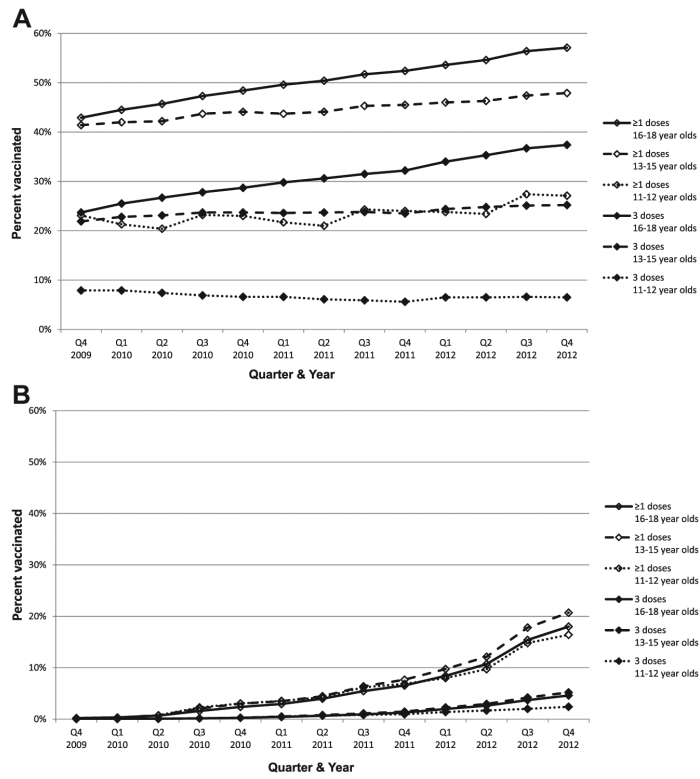 A
60%
50%
40%
30%
20%
10%
0%
Percent vaccinated
Q4 Q1 Q2 Q3 Q4 Q1 Q2 Q3 Q4 Q1 Q2 Q3 Q4
2009 2010 2010 2010 2010 2011 2011 2011 2011 2012 2012 2012 2012
Quarter & Year
≥1 doses
16-18 year olds
≥1 doses
13-15 year olds
≥1 doses
11-12 year olds
3 doses
16-18 year olds
3 doses
13-15 year olds
3 doses
11-12 year olds
B
60%
50%
40%
30%
20%
10%
0%
Percent vaccinated
Q4 Q1 Q2 Q3 Q4 Q1 Q2 Q3 Q4 Q1 Q2 Q3 Q4
2009 2010 2010 2010 2010 2011 2011 2011 2011 2012 2012 2012 2012
Quarter & Year
≥1 doses
16-18 year olds
≥1 doses
13-15 year olds
≥1 doses
11-12 year olds
3 doses
16-18 year olds
3 doses
13-15 year olds
3 doses
11-12 year olds